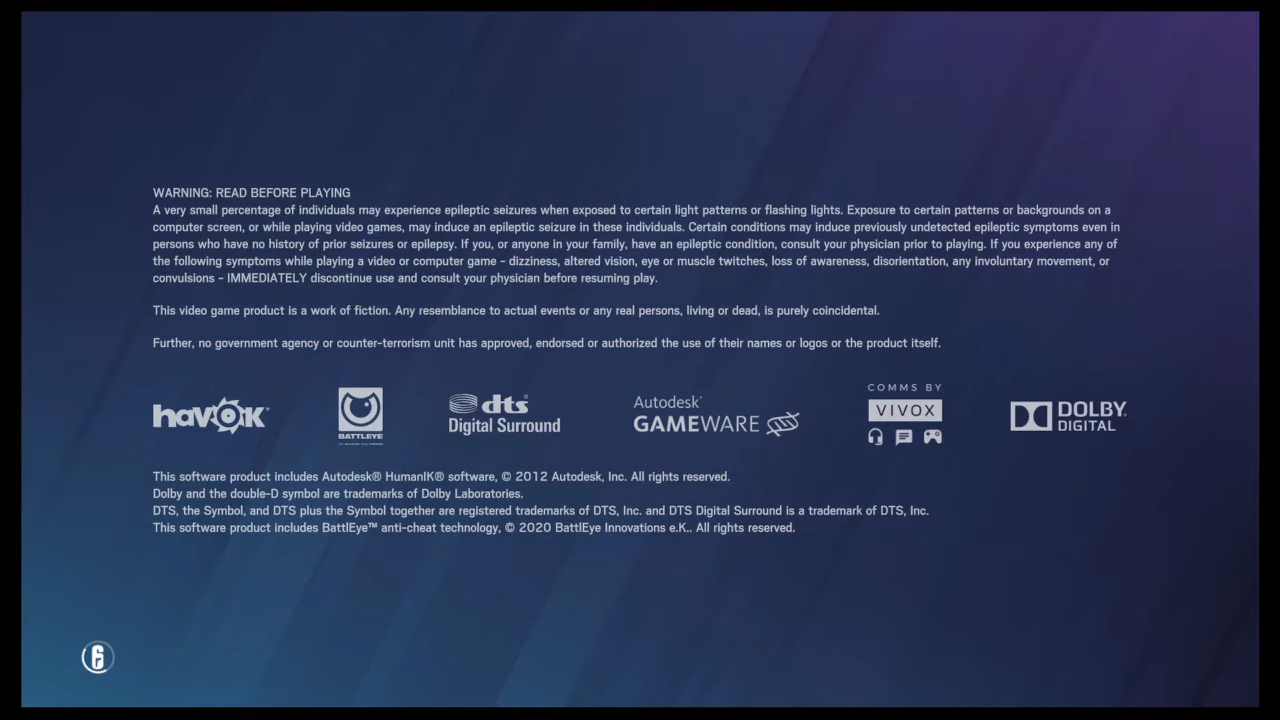 WARNING: READ BEFORE PLAYING
A very small percentage of individuals may experience epileptic seizures when exposed to certain light patterns or flashing lights. Exposure to certain patterns or backgrounds on a
computer screen, or while playing video games, may induce an epileptic seizure in these individuals. Certain conditions may induce previously undetected epileptic symptoms even in
persons who have no history of prior seizures or epilepsy. If you, or anyone in your family, have an epileptic condition, consult your physician prior to playing. If you experience any of
the following symptoms while playing a video or computer game - dizziness, altered vision, eye or muscle twitches, loss of awareness, disorientation, any involuntary movement, or
convulsions - IMMEDIATELY discontinue use and consult your physician before resuming play.
This video game product is a work of fiction. Any resemblance to actual events or any real persons, living or dead, is purely coincidental.
Further, no government agency or counter-terrorism unit has approved, endorsed or authorized the use of their names or logos or the product itself.
havok
BATTLEYE
dts
Digital Surround
Autodesk
GAMEWARE
COMMS BY
VIVOX
DOLBY
DIGITAL
This software product includes Autodesk® HumanIK® software, © 2012 Autodesk, Inc. All rights reserved.
Dolby and the double-D symbol are trademarks of Dolby Laboratories.
DTS, the Symbol, and DTS plus the Symbol together are registered trademarks of DTS, Inc. and DTS Digital Surround is a trademark of DTS, Inc.
This software product includes BattlEye™ anti-cheat technology, © 2020 BattlEye Innovations e.K.. All rights reserved.
6